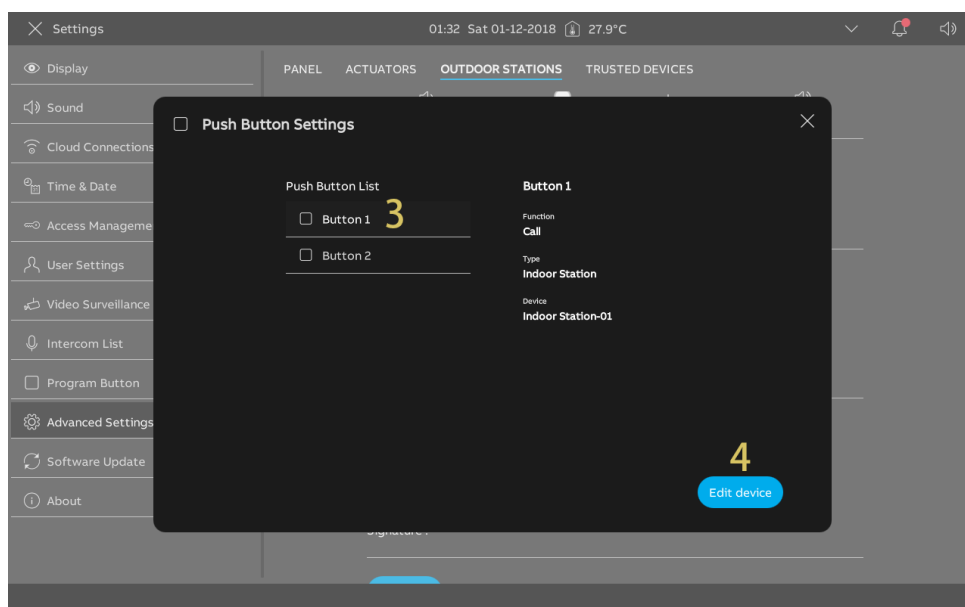 Settings
01:32 Sat 01-12-2018 27.9°C
Display
Sound
Cloud Connections
Time & Date
Access Manageme
User Settings
Video Surveillance
Intercom List
Program Button
Advanced Settings
Software Update
About
PANEL ACTUATORS OUTDOOR STATIONS TRUSTED DEVICES
Push Button Settings
Push Button List
Button 1 3
Button 2
Button 1
Function
Call
Type
Indoor Station
Device
Indoor Station-01
4
Edit device